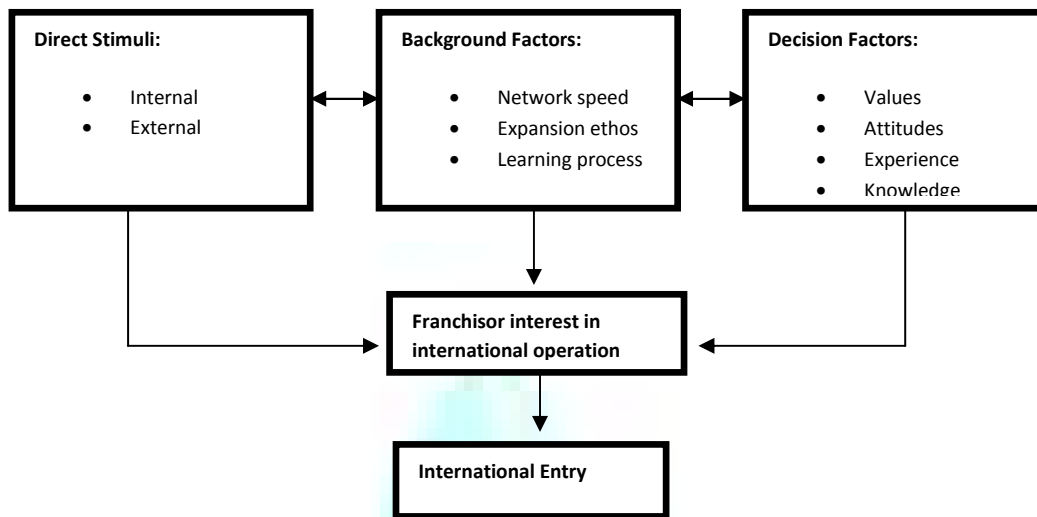 Direct Stimuli:
• Internal
• External
Background Factors:
• Network speed
• Expansion ethos
• Learning process
Decision Factors:
• Values
• Attitudes
• Experience
• Knowledge
Franchisor interest in
international operation
International Entry